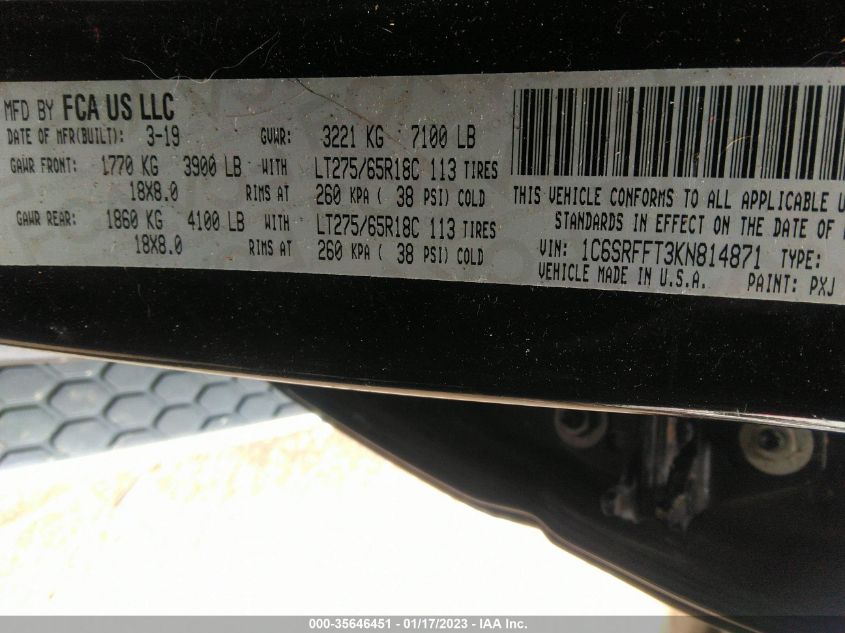 MFD BY FCA US LLC
DATE OF MFR(BUILT): 3-19 GVWR: 3221 KG 7100 LB
GAWR FRONT: 1770 KG 3900 LB WITH LT275/65R18C 113 TIRES
18X8.0 RIMS AT 260 KPA ( 38 PSI) COLD
GAWR REAR: 1860 KG 4100 LB WITH LT275/65R18C 113 TIRES
18X8.0 RIMS AT 260 KPA ( 38 PSI) COLD
THIS VEHICLE CONFORMS TO ALL APPLICABLE U
STANDARDS IN EFFECT ON THE DATE OF
VIN: 1C6SRFFT3KN814871 TYPE:
VEHICLE MADE IN U.S.A. PAINT: PXJ
000-35646451 - 01/17/2023 - IAA Inc.